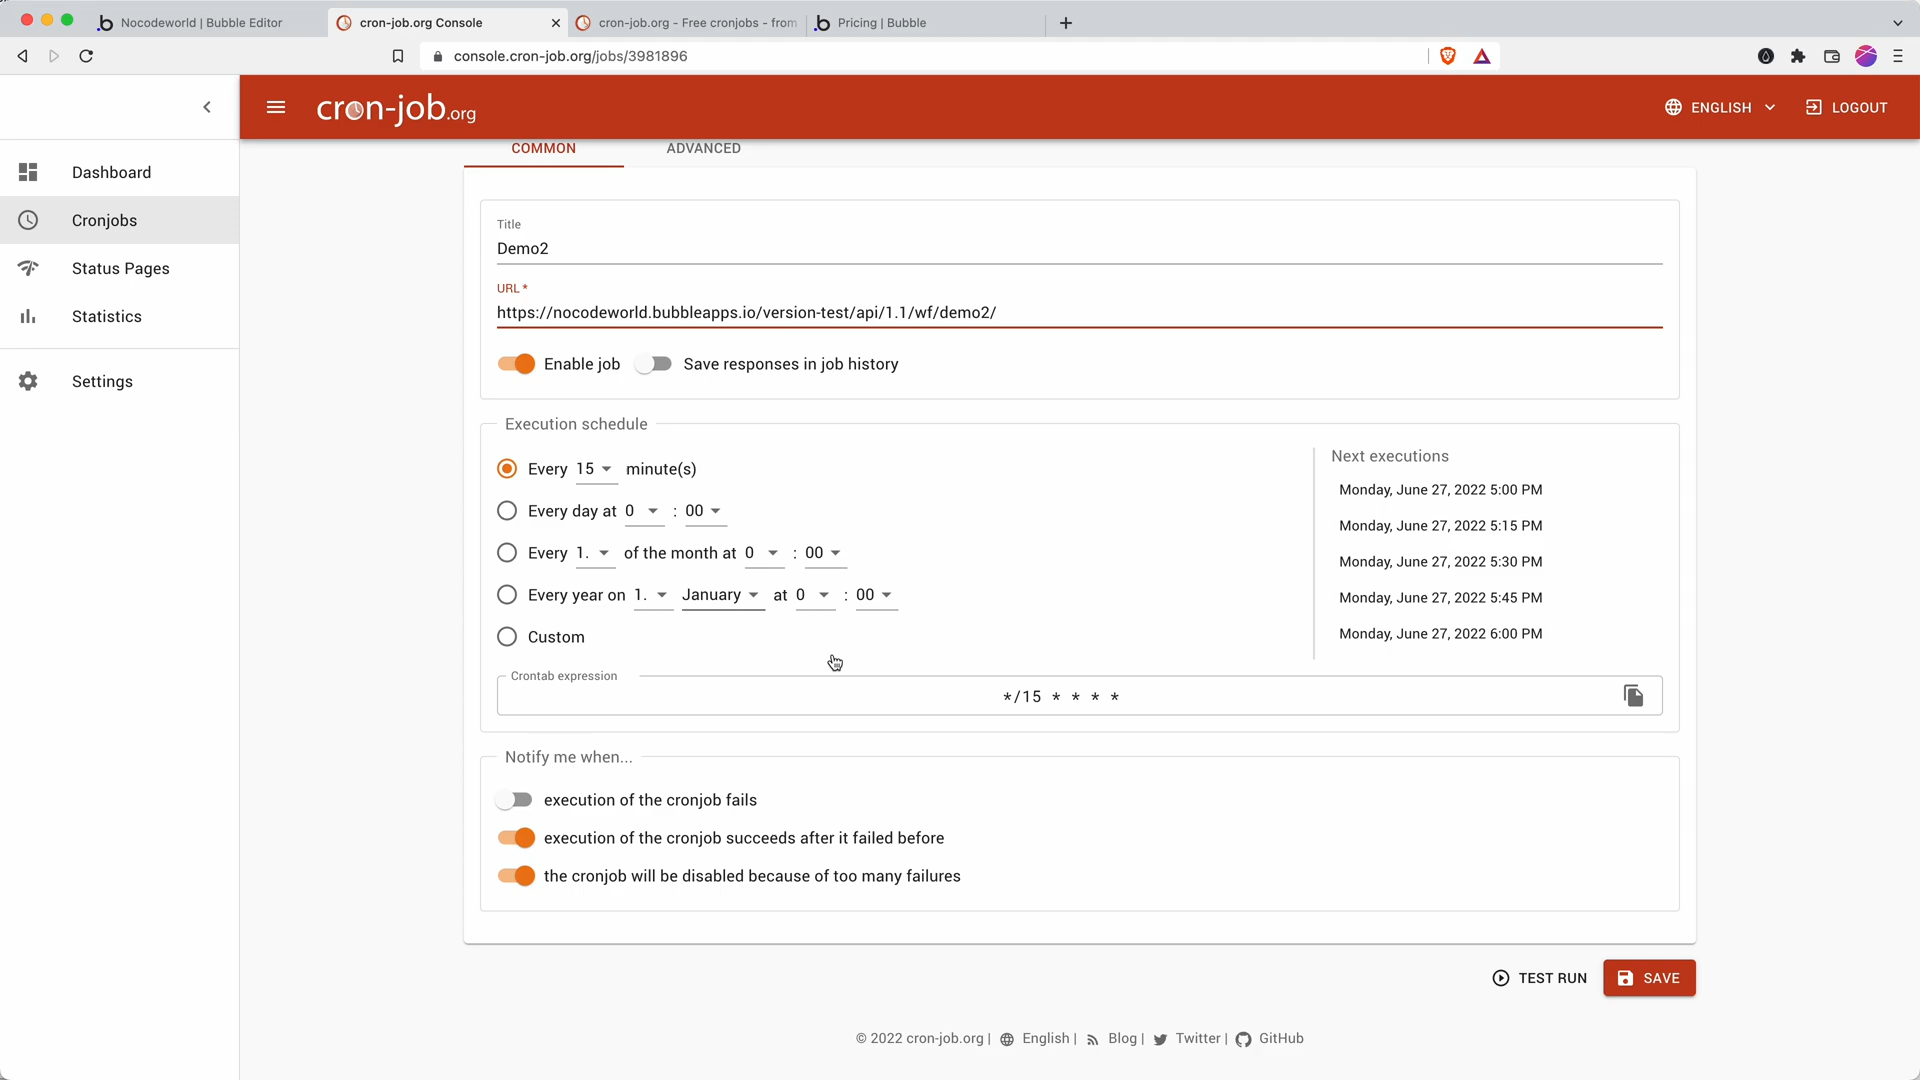 Nocodeworld | Bubble Editor
cron-job.org Console
cron-job.org - Free cronjobs - from
Pricing | Bubble
console.cron-job.org/jobs/3981896
cron-job.org
ENGLISH
LOGOUT
Dashboard
Cronjobs
Status Pages
Statistics
Settings
COMMON
ADVANCED
Title
Demo2
URL *
https://nocodeworld.bubbleapps.io/version-test/api/1.1/wf/demo2/
Enable job
Save responses in job history
Execution schedule
Every 15 minute(s)
Every day at 0 : 00
Every 1. of the month at 0 : 00
Every year on 1. January at 0 : 00
Custom
Next executions
Monday, June 27, 2022 5:00 PM
Monday, June 27, 2022 5:15 PM
Monday, June 27, 2022 5:30 PM
Monday, June 27, 2022 5:45 PM
Monday, June 27, 2022 6:00 PM
Crontab expression
*/15 * * * *
Notify me when...
execution of the cronjob fails
execution of the cronjob succeeds after it failed before
the cronjob will be disabled because of too many failures
TEST RUN
SAVE
© 2022 cron-job.org | English | Blog | Twitter | GitHub